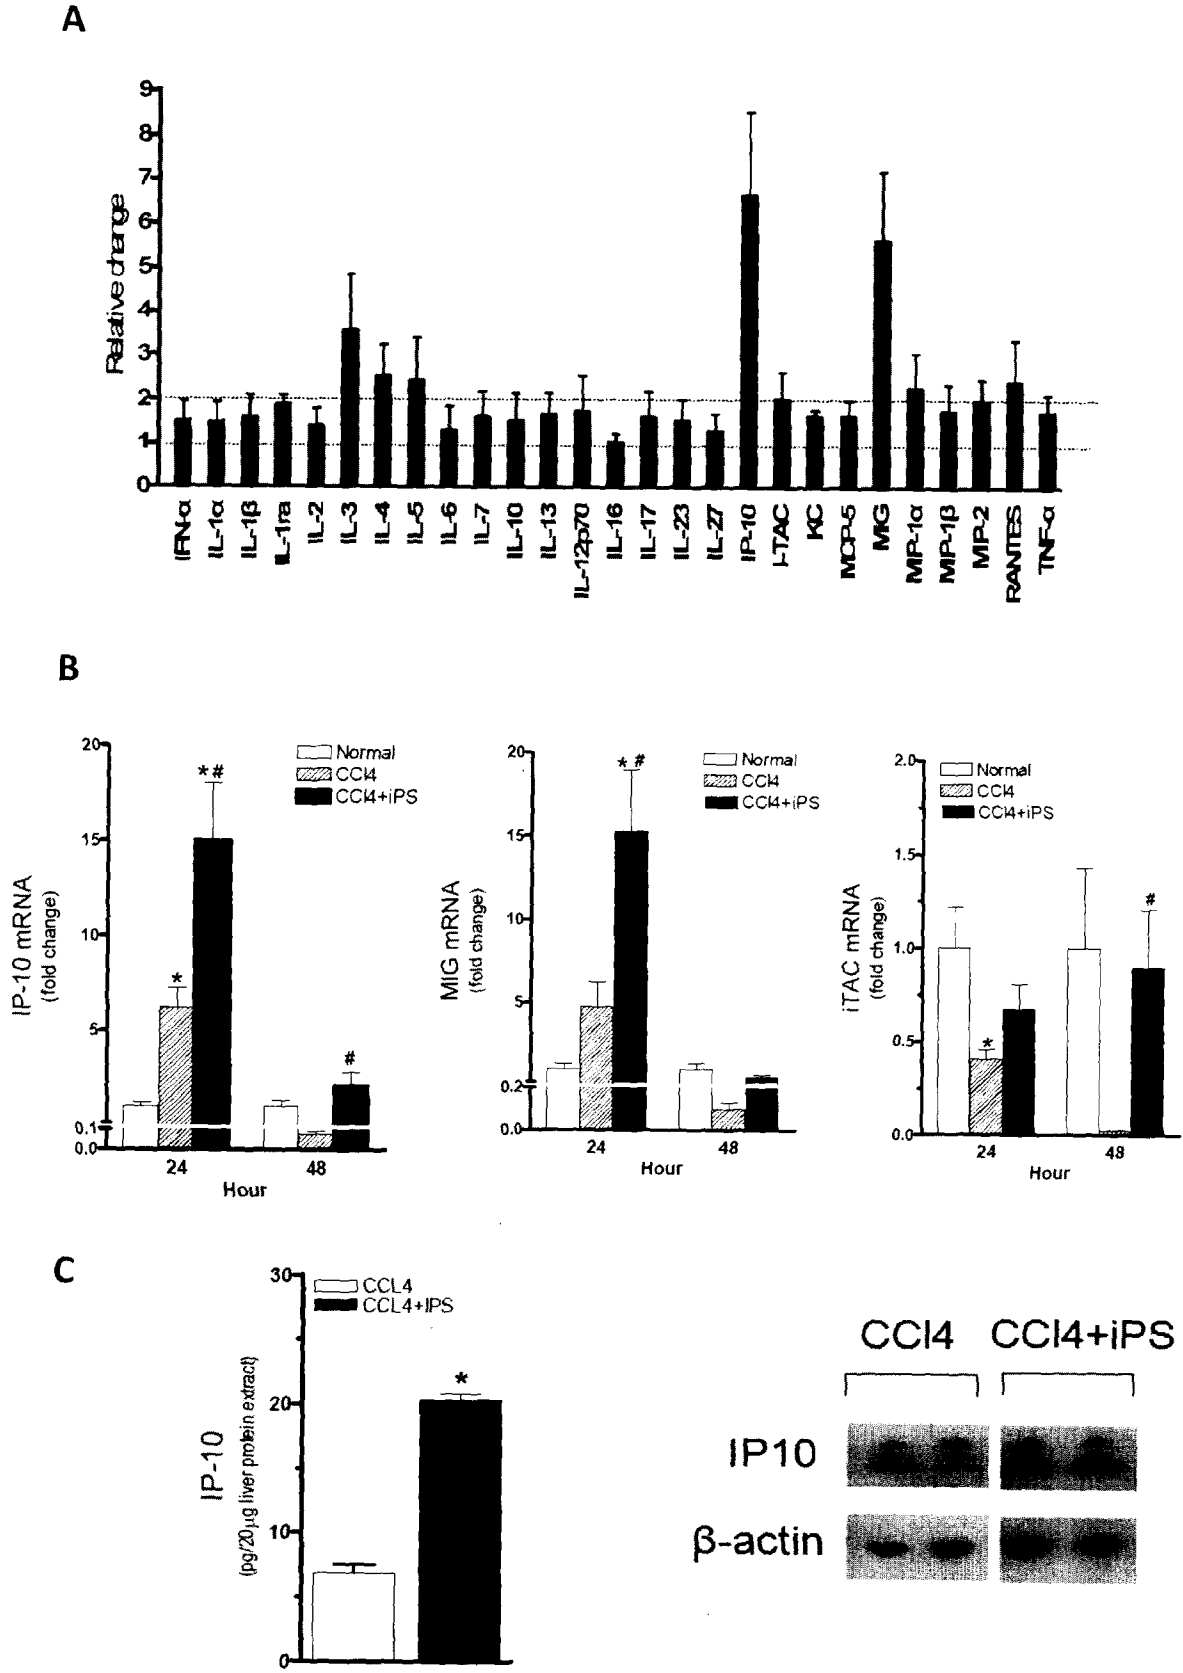 A
9
8
7
6
5
4
3
2
1
0
Relative change
IFN-α
IL-1α
IL-1β
IL-1ra
IL-2
IL-3
IL-4
IL-5
IL-6
IL-7
IL-10
IL-13
IL-12p70
IL-16
IL-17
IL-23
IL-27
IP-10
I-TAC
KC
MCP-5
MIG
MIP-1α
MIP-1β
MIP-2
RANTES
TNF-α
B
IP-10 mRNA
(fold change)
20
15
10
5
0.1
0.0
Normal
CCl4
CCl4+iPS
*#
*
#
24
48
Hour
MIG mRNA
(fold change)
20
15
10
5
0.2
0.0
Normal
CCl4
CCl4+iPS
* #
24
48
Hour
iTAC mRNA
(fold change)
2.0
1.5
1.0
0.5
0.0
Normal
CCl4
CCl4+iPS
*
#
24
48
Hour
C
IP-10
(pg/20μg liver protein extract)
30
20
10
0
CCL4
CCL4+IPS
*
CCl4 CCl4+iPS
IP10
β-actin